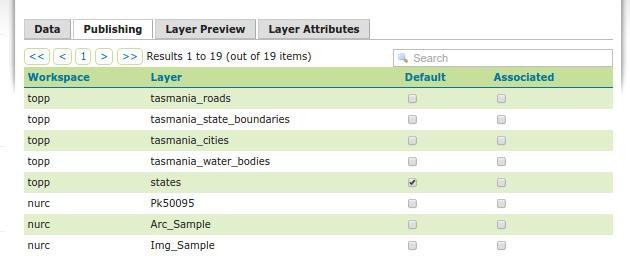 Data Publishing Layer Preview Layer Attributes
<< < 1 > >> Results 1 to 19 (out of 19 items) Search
Workspace Layer Default Associated
topp tasmania_roads
topp tasmania_state_boundaries
topp tasmania_cities
topp tasmania_water_bodies
topp states
nurc Pk50095
nurc Arc_Sample
nurc Img_Sample